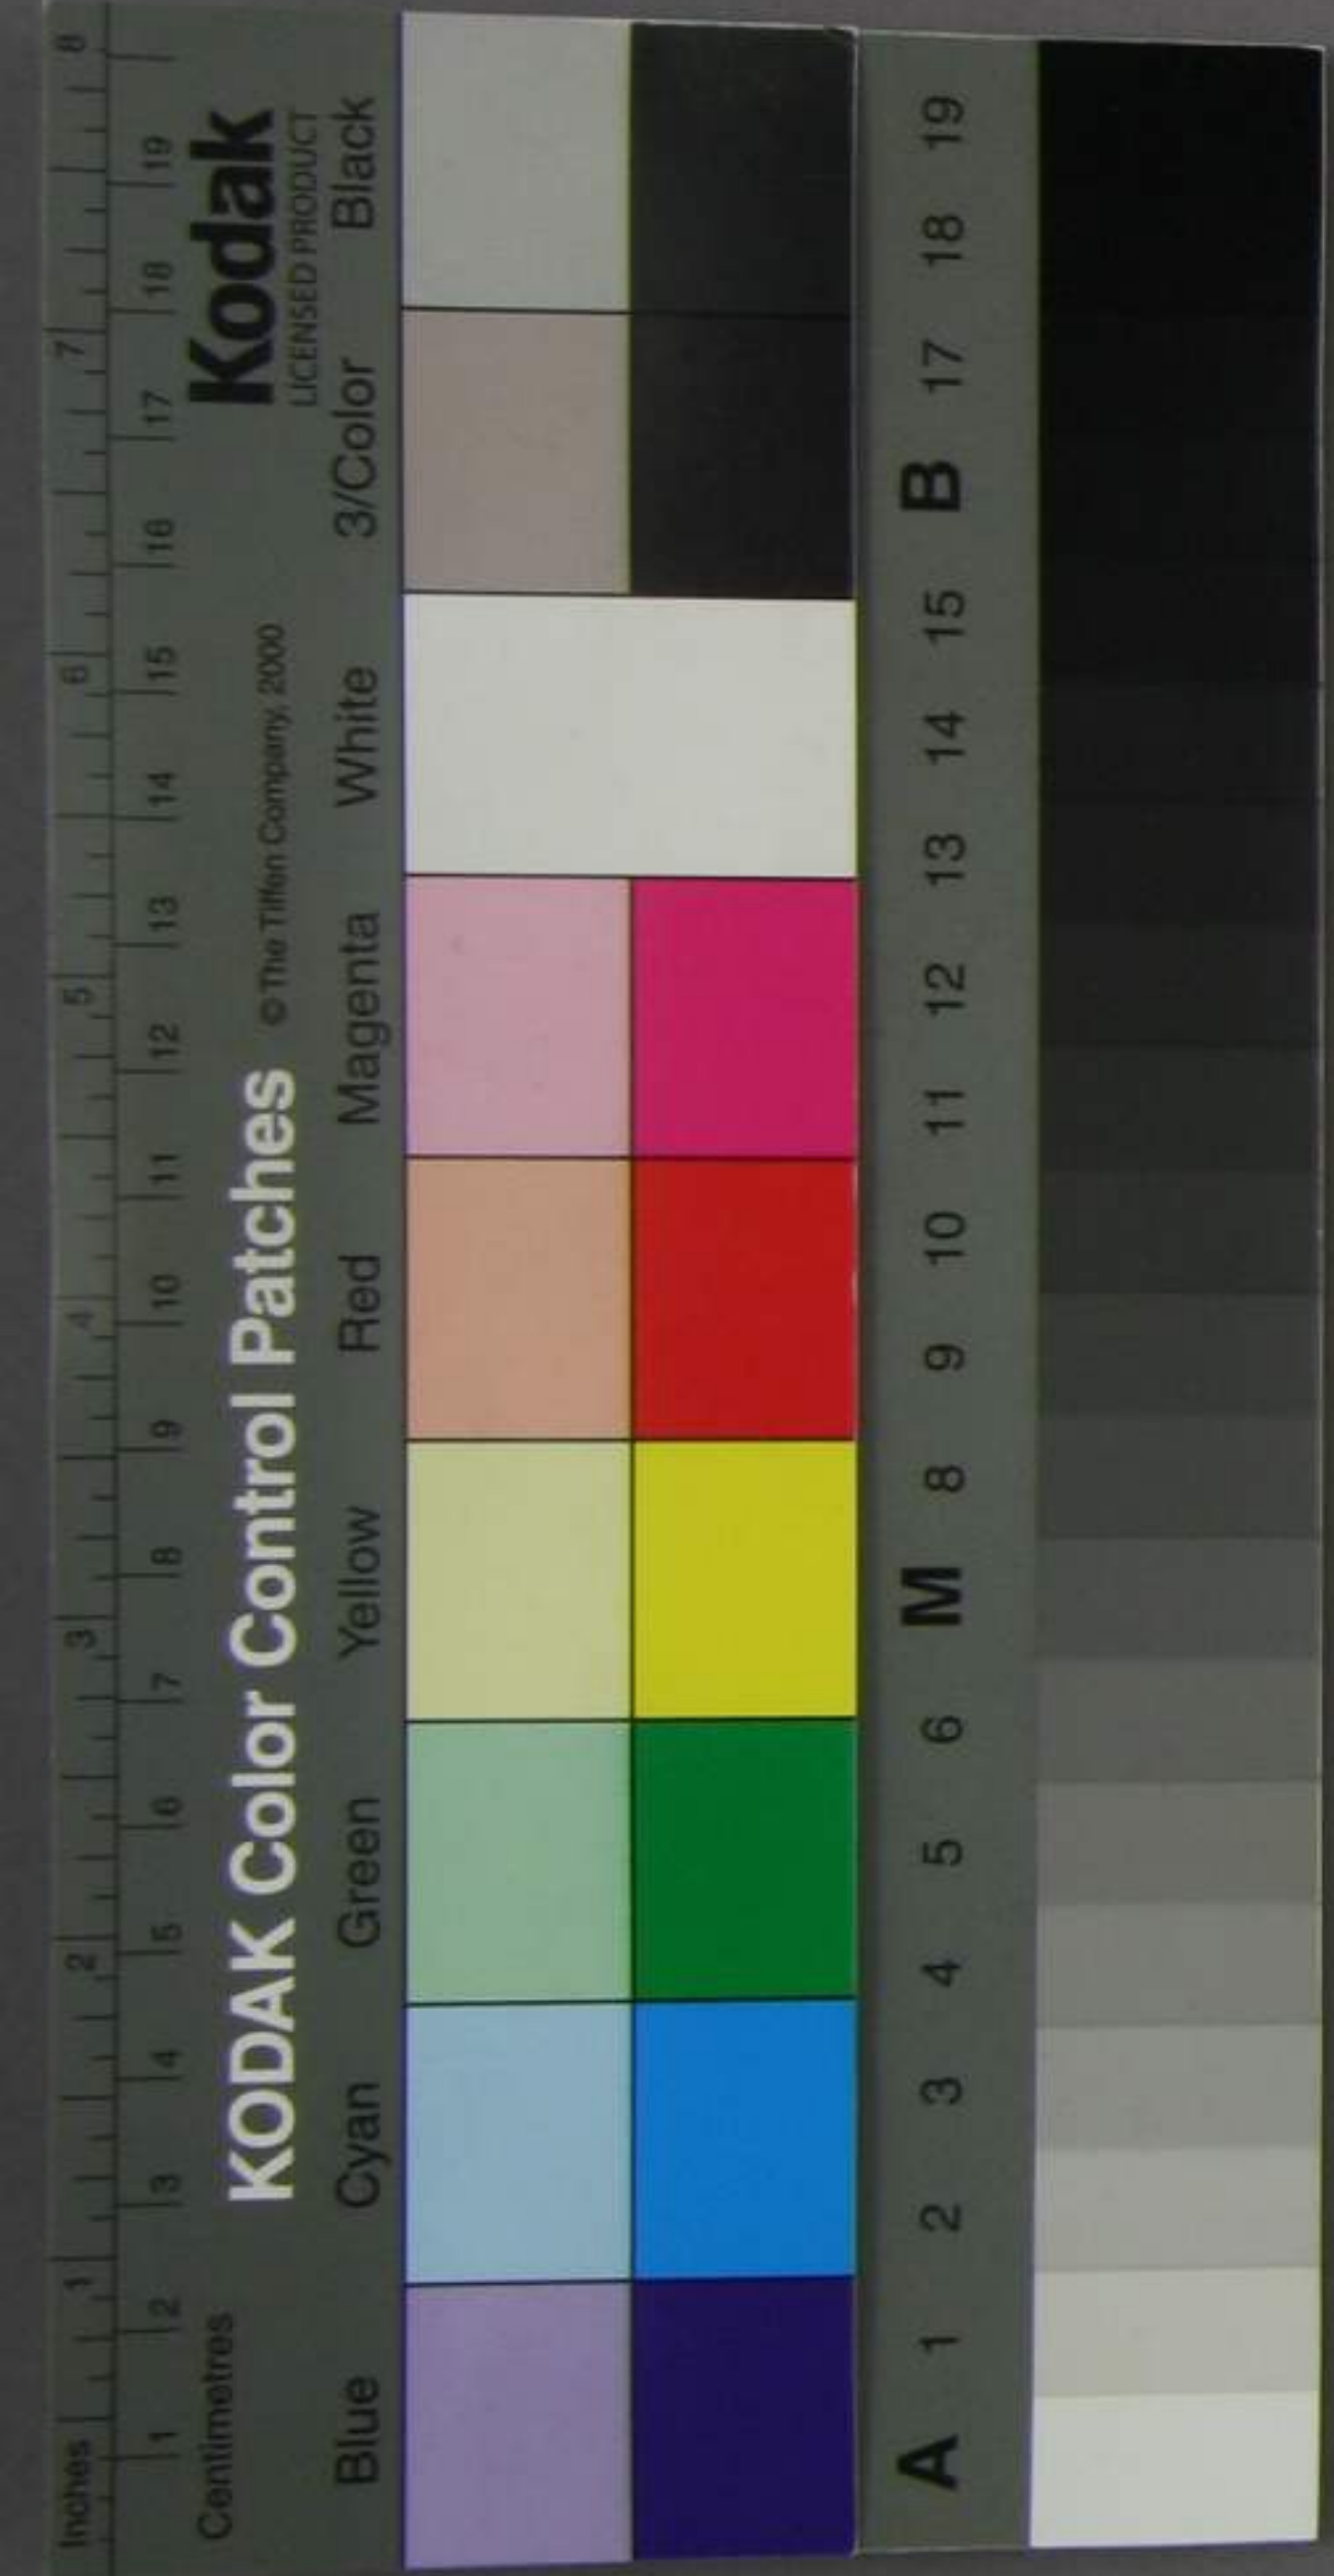 Inches 1 2 3 4 5 6 7 8
1 2 3 4 5 6 7 8 9 10 11 12 13 14 15 16 17 18 19
Centimetres
KODAK Color Control Patches © The Tiffen Company, 2000 Kodak
LICENSED PRODUCT
Blue Cyan Green Yellow Red Magenta White 3/Color Black
A 1 2 3 4 5 6 M 8 9 10 11 12 13 14 15 B 17 18 19